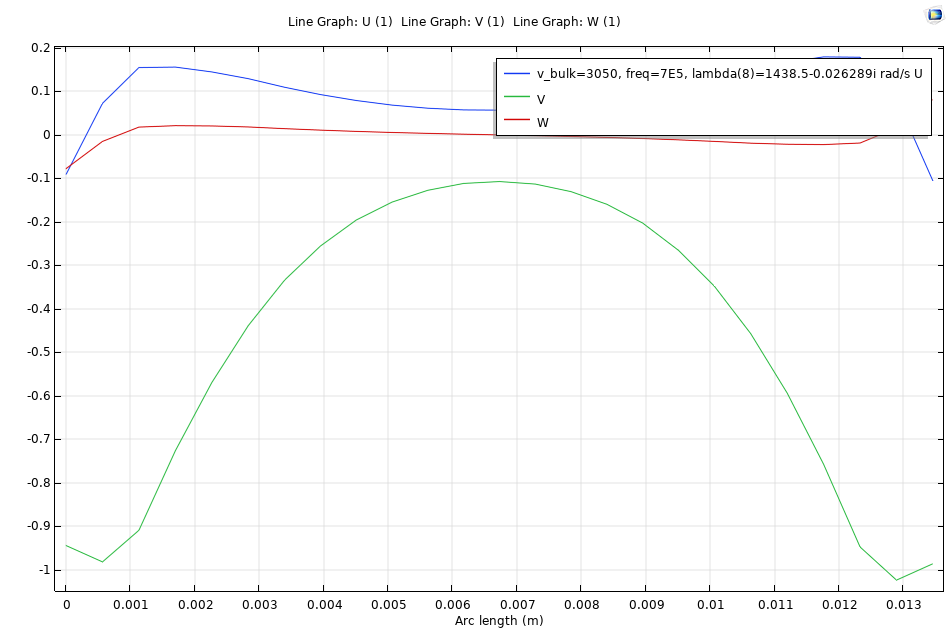 Line Graph: U (1)  Line Graph: V (1)  Line Graph: W (1)
0.2
0.1
0
-0.1
-0.2
-0.3
-0.4
-0.5
-0.6
-0.7
-0.8
-0.9
-1
v_bulk=3050, freq=7E5, lambda(8)=1438.5-0.026289i rad/s U
V
W
0 0.001 0.002 0.003 0.004 0.005 0.006 0.007 0.008 0.009 0.01 0.011 0.012 0.013
Arc length (m)